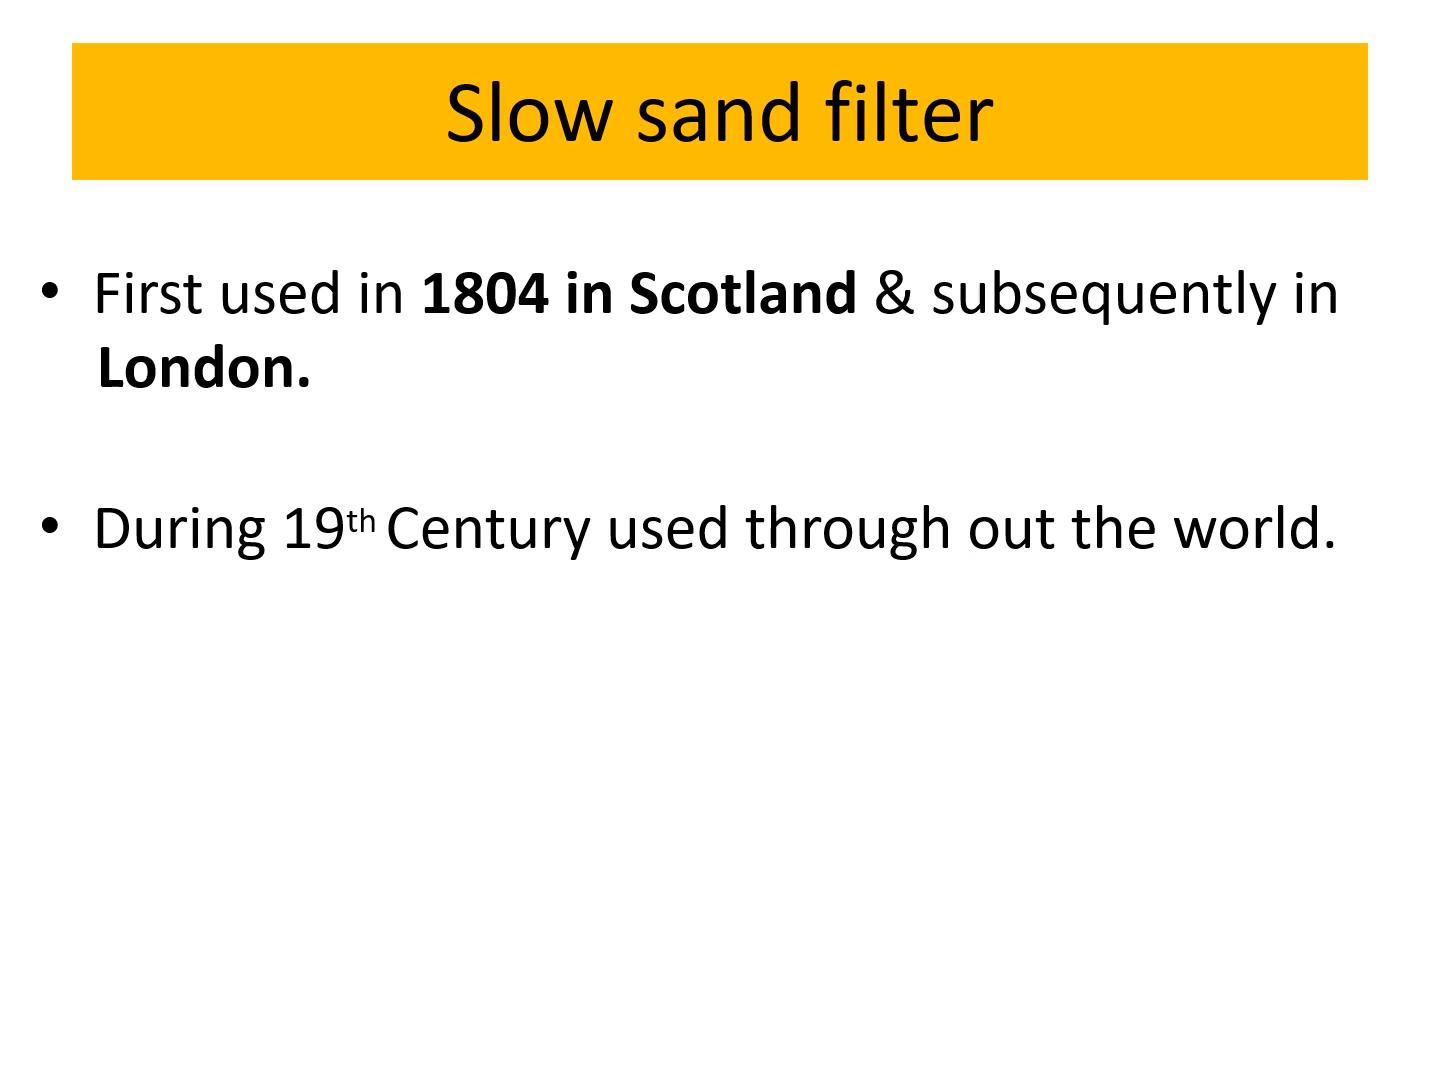 Slow sand filter
• First used in 1804 in Scotland & subsequently in
London.
• During 19th Century used through out the world.